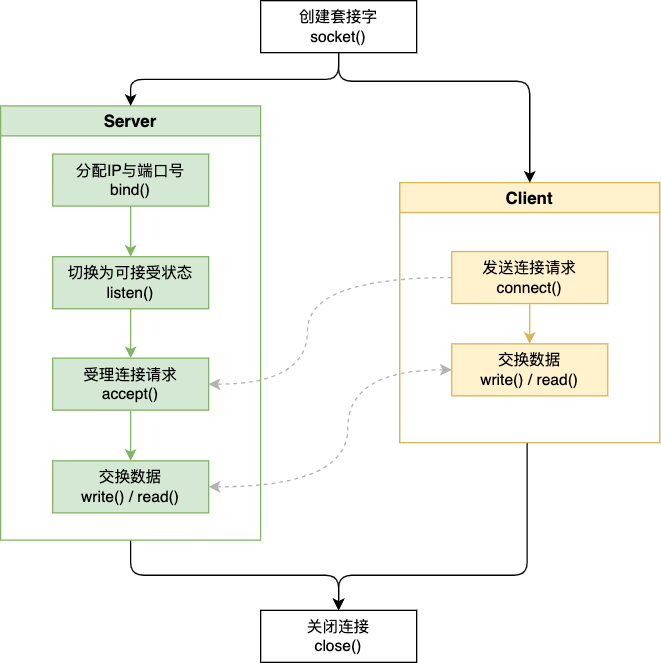 创建套接字
socket()
Server
分配IP与端口号
bind()
切换为可接受状态
listen()
受理连接请求
accept()
交换数据
write() / read()
Client
发送连接请求
connect()
交换数据
write() / read()
关闭连接
close()